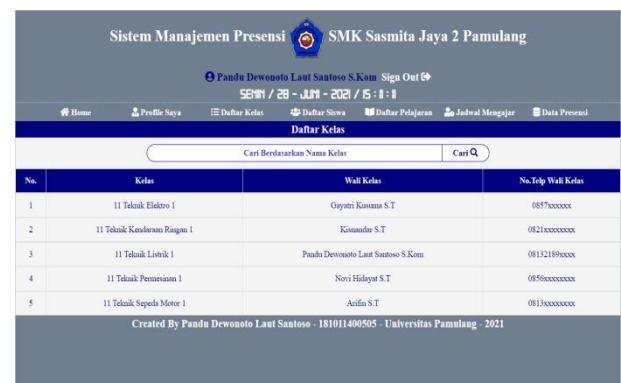 Sistem Manajemen Presensi SMK Sasmita Jaya 2 Pamulang
Pandu Dewonoto Laut Santoso S.Kom Sign Out
SENIN / 28 - JUNI - 2021 / 15 : 11 : 11
Home Profile Saya Daftar Kelas Daftar Siswa Daftar Pelajaran Jadwal Mengajar Data Presensi
Daftar Kelas
Cari Berdasarkan Nama Kelas Cari
No. Kelas Wali Kelas No.Telp Wali Kelas
1 11 Teknik Elektro 1 Gayatri Kusuma S.T 0857xxxxxx
2 11 Teknik Kendaraan Ringan 1 Kisnandar S.T 0821xxxxxxxx
3 11 Teknik Listrik 1 Pandu Dewonoto Laut Santoso S.Kom 08132189xxxx
4 11 Teknik Permesinan 1 Novi Hidayat S.T 0856xxxxxxxx
5 11 Teknik Sepeda Motor 1 Arifin S.T 0813xxxxxxxxx
Created By Pandu Dewonoto Laut Santoso - 181011400505 - Universitas Pamulang - 2021